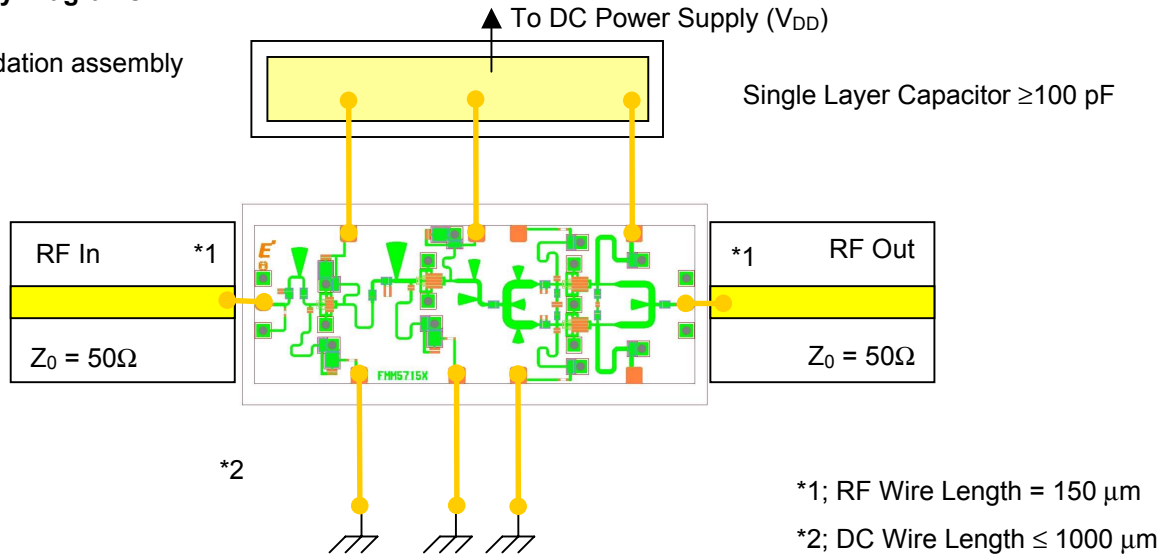 To DC Power Supply (VDD)
dation assembly
Single Layer Capacitor ≥100 pF
RF In
*1
*1
RF Out
Z0 = 50Ω
Z0 = 50Ω
FMM5715X
*2
*1; RF Wire Length = 150 μm
*2; DC Wire Length ≤ 1000 μm